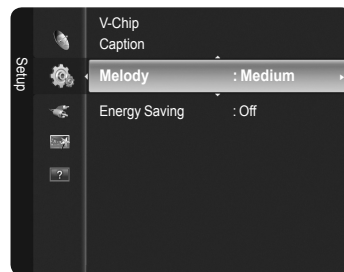 Setup
V-Chip
Caption
Melody : Medium
Energy Saving : Off
?